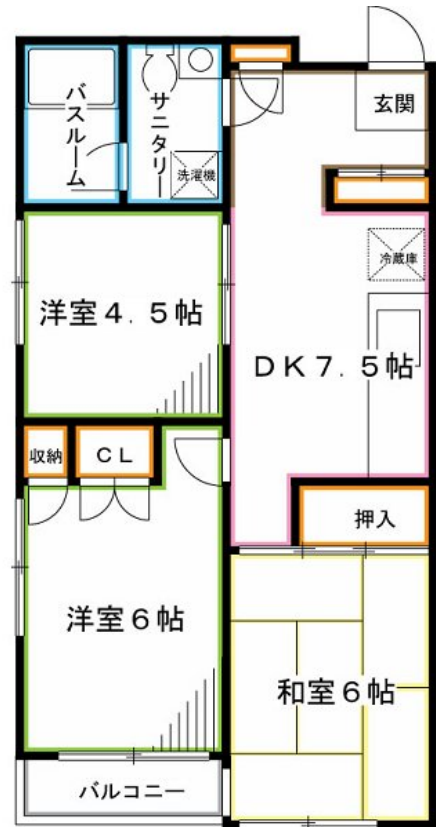 バスルーム
サニタリー
洗濯機
玄関
冷蔵庫
洋室4.5帖
DK7.5帖
収納
CL
押入
洋室6帖
和室6帖
バルコニー